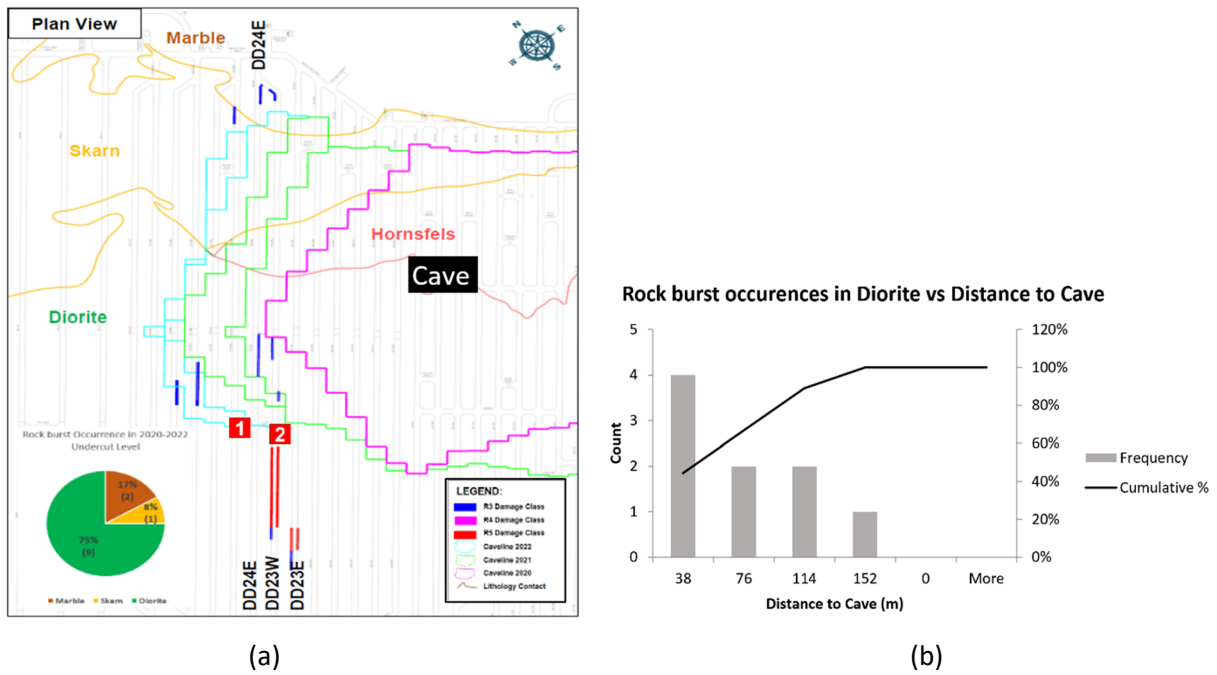 Plan View
Marble
DD24E
N
E
W
S
Skarn
Hornsfels
Cave
Diorite
1
2
Rock burst Occurrence in 2020-2022
Undercut Level
17%
(2)
8%
(1)
75%
(9)
Marble
Skarn
Diorite
DD24E
DD23W
DD23E
LEGEND:
R3 Damage Class
R4 Damage Class
R5 Damage Class
Caveline 2022
Caveline 2021
Caveline 2020
Lithology Contact
(a)
Rock burst occurences in Diorite vs Distance to Cave
Count
5
4
3
2
1
0
120%
100%
80%
60%
40%
20%
0%
38 76 114 152 0 More
Distance to Cave (m)
Frequency
Cumulative %
(b)